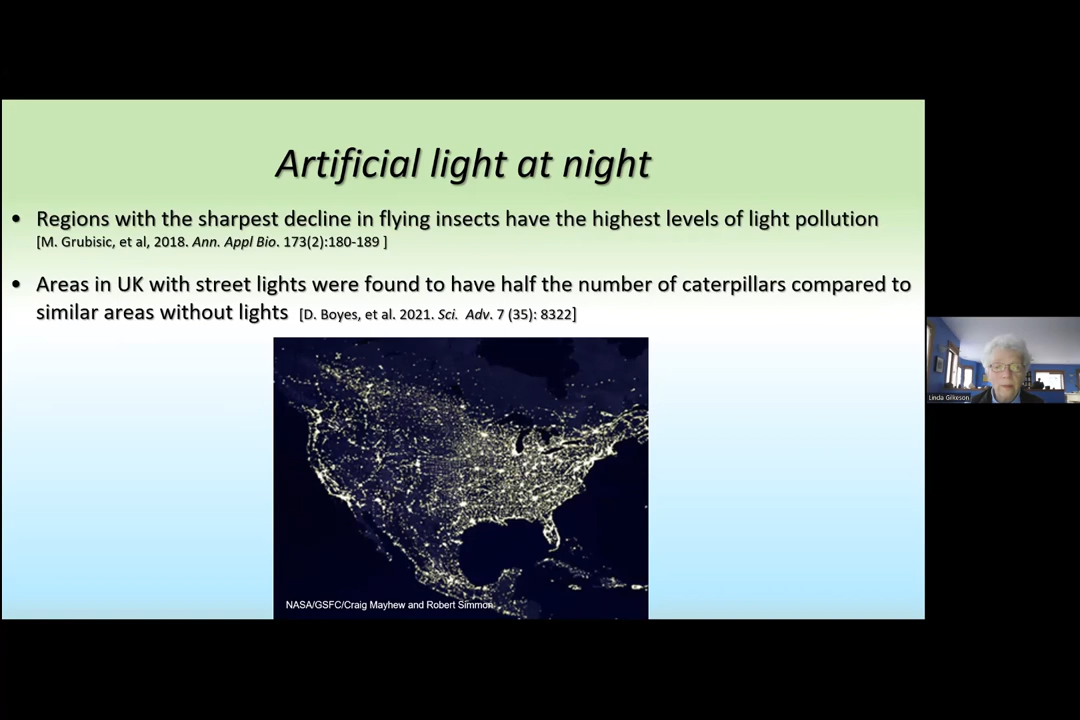 Artificial light at night
• Regions with the sharpest decline in flying insects have the highest levels of light pollution
[M. Grubisic, et al, 2018. Ann. Appl Bio. 173(2):180-189 ]
• Areas in UK with street lights were found to have half the number of caterpillars compared to
similar areas without lights [D. Boyes, et al. 2021. Sci. Adv. 7 (35): 8322]
NASA/GSFC/Craig Mayhew and Robert Simmon
Linda Gilkeson